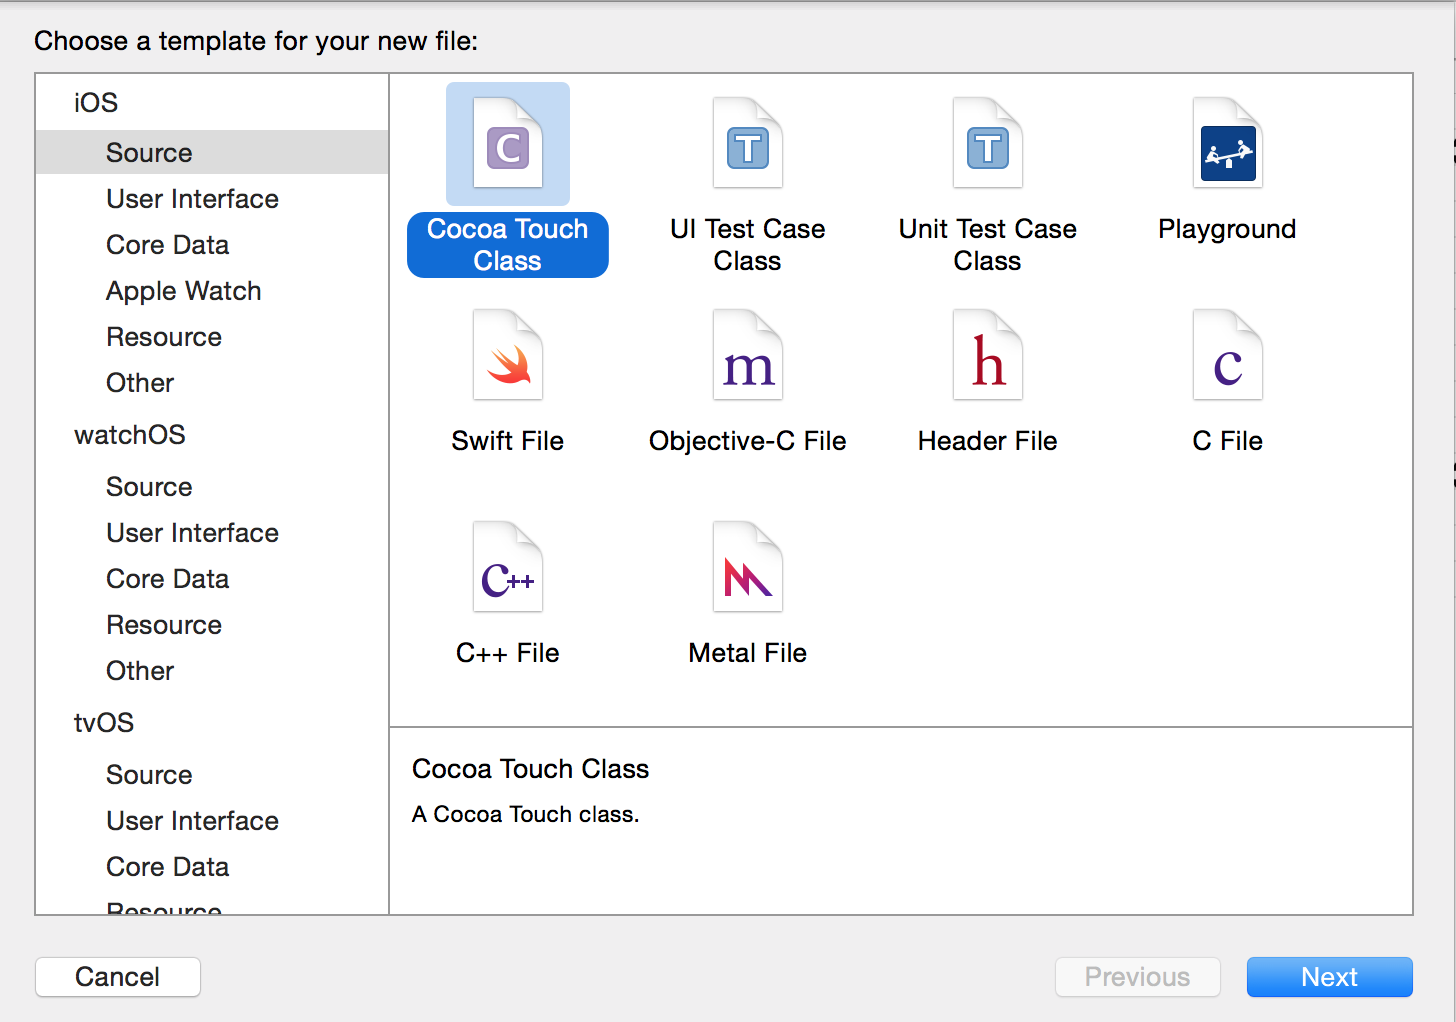 Choose a template for your new file:
iOS
Source
User Interface
Core Data
Apple Watch
Resource
Other
watchOS
Source
User Interface
Core Data
Resource
Other
tvOS
Source
User Interface
Core Data
Resource
C
Cocoa Touch
Class
T
UI Test Case
Class
T
Unit Test Case
Class
Playground
Swift File
m
Objective-C File
h
Header File
c
C File
C++
C++ File
Metal File
Cocoa Touch Class
A Cocoa Touch class.
Cancel
Previous
Next